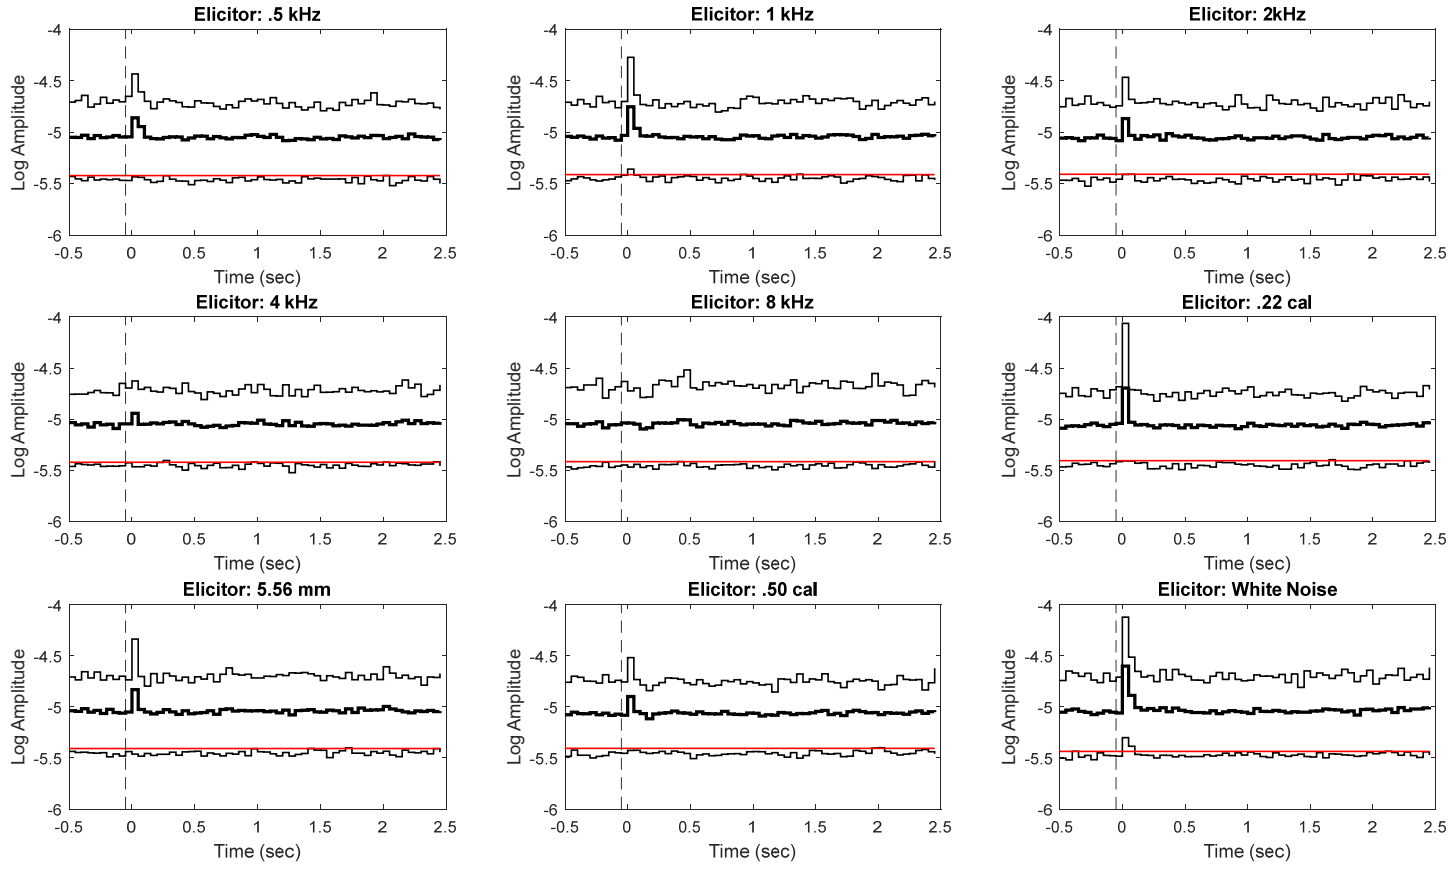 Elicitor: .5 kHz
-4
-4.5
-5
-5.5
-6
Log Amplitude
-0.5 0 0.5 1 1.5 2 2.5
Time (sec)
Elicitor: 1 kHz
-4
-4.5
-5
-5.5
-6
Log Amplitude
-0.5 0 0.5 1 1.5 2 2.5
Time (sec)
Elicitor: 2kHz
-4
-4.5
-5
-5.5
-6
Log Amplitude
-0.5 0 0.5 1 1.5 2 2.5
Time (sec)
Elicitor: 4 kHz
-4
-4.5
-5
-5.5
-6
Log Amplitude
-0.5 0 0.5 1 1.5 2 2.5
Time (sec)
Elicitor: 8 kHz
-4
-4.5
-5
-5.5
-6
Log Amplitude
-0.5 0 0.5 1 1.5 2 2.5
Time (sec)
Elicitor: .22 cal
-4
-4.5
-5
-5.5
-6
Log Amplitude
-0.5 0 0.5 1 1.5 2 2.5
Time (sec)
Elicitor: 5.56 mm
-4
-4.5
-5
-5.5
-6
Log Amplitude
-0.5 0 0.5 1 1.5 2 2.5
Time (sec)
Elicitor: .50 cal
-4
-4.5
-5
-5.5
-6
Log Amplitude
-0.5 0 0.5 1 1.5 2 2.5
Time (sec)
Elicitor: White Noise
-4
-4.5
-5
-5.5
-6
Log Amplitude
-0.5 0 0.5 1 1.5 2 2.5
Time (sec)